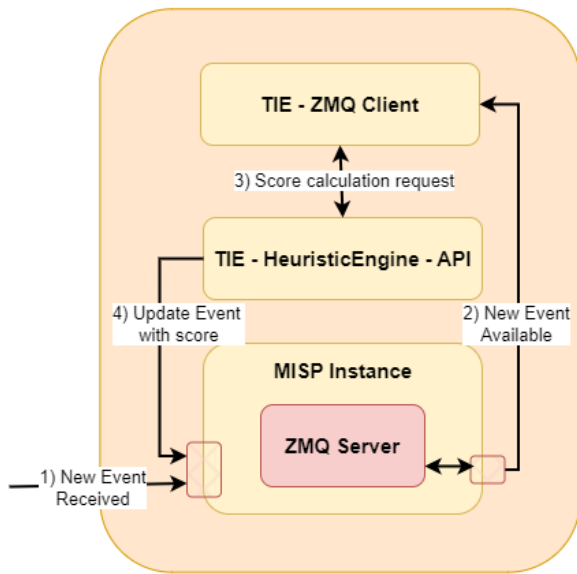 TIE - ZMQ Client
3) Score calculation request
TIE - HeuristicEngine - API
4) Update Event
with score
2) New Event
Available
MISP Instance
ZMQ Server
1) New Event
Received